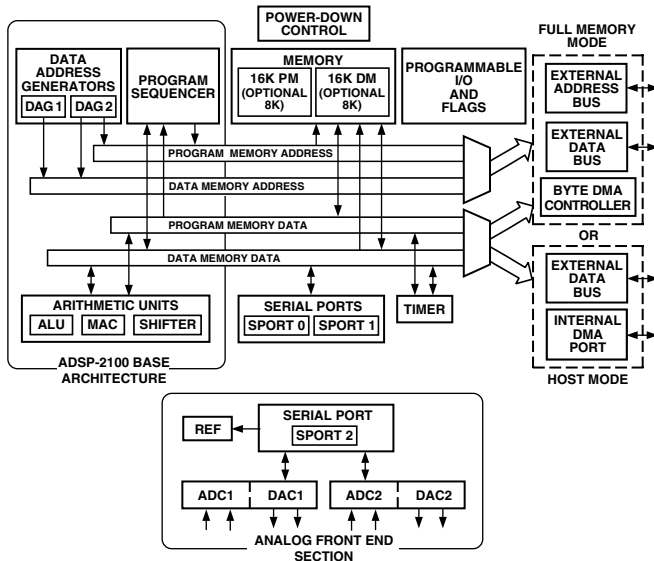 POWER-DOWN
CONTROL
FULL MEMORY
MODE
DATA
ADDRESS
GENERATORS
DAG 1
DAG 2
PROGRAM
SEQUENCER
MEMORY
16K PM
(OPTIONAL
8K)
16K DM
(OPTIONAL
8K)
PROGRAMMABLE
I/O
AND
FLAGS
EXTERNAL
ADDRESS
BUS
EXTERNAL
DATA
BUS
BYTE DMA
CONTROLLER
OR
EXTERNAL
DATA
BUS
INTERNAL
DMA
PORT
HOST MODE
PROGRAM MEMORY ADDRESS
DATA MEMORY ADDRESS
PROGRAM MEMORY DATA
DATA MEMORY DATA
ARITHMETIC UNITS
ALU
MAC
SHIFTER
SERIAL PORTS
SPORT 0
SPORT 1
TIMER
ADSP-2100 BASE
ARCHITECTURE
REF
SERIAL PORT
SPORT 2
ADC1
DAC1
ADC2
DAC2
ANALOG FRONT END
SECTION